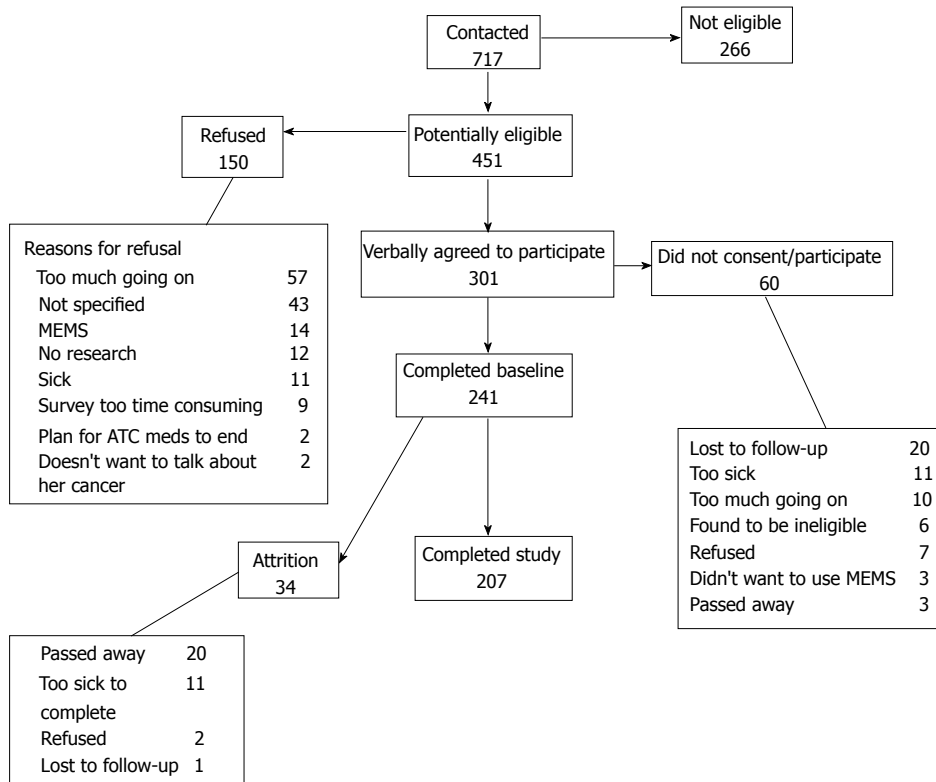 Contacted
717
Not eligible
266
Refused
150
Potentially eligible
451
Reasons for refusal
Too much going on 57
Not specified 43
MEMS 14
No research 12
Sick 11
Survey too time consuming 9
Plan for ATC meds to end 2
Doesn't want to talk about 2
her cancer
Verbally agreed to participate
301
Did not consent/participate
60
Completed baseline
241
Lost to follow-up 20
Too sick 11
Too much going on 10
Found to be ineligible 6
Refused 7
Didn't want to use MEMS 3
Passed away 3
Attrition
34
Completed study
207
Passed away 20
Too sick to 11
complete
Refused 2
Lost to follow-up 1